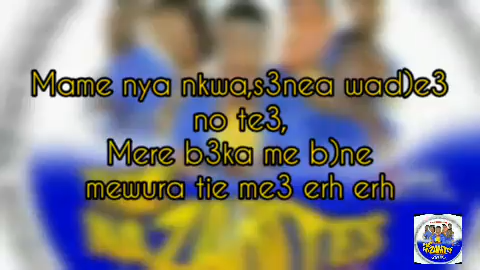 Mame nya nkwa,s3nea wad)e3
no te3,
Mere b3ka me b)ne
mewura tie me3 erh erh